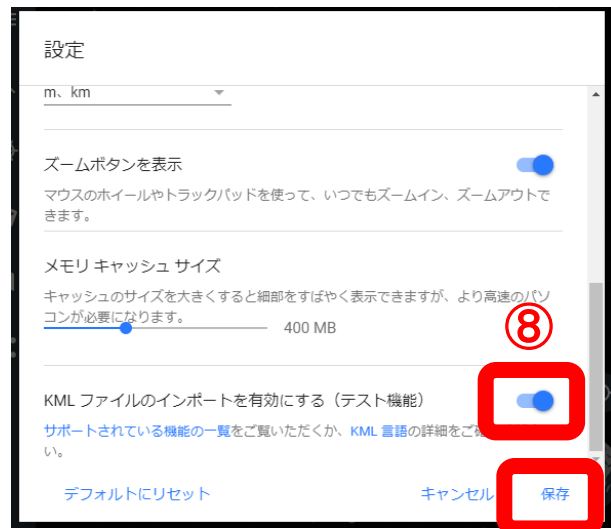 設定
m、km
ズームボタンを表示
マウスのホイールやトラックパッドを使って、いつでもズームイン、ズームアウトで
きます。
メモリ キャッシュ サイズ
キャッシュのサイズを大きくすると細部をすばやく表示できますが、より高速のパソ
コンが必要になります。
400 MB
⑧
KML ファイルのインポートを有効にする（テスト機能）
サポートされている機能の一覧をご覧いただくか、KML 言語の詳細をご
い。
デフォルトにリセット
キャンセル
保存